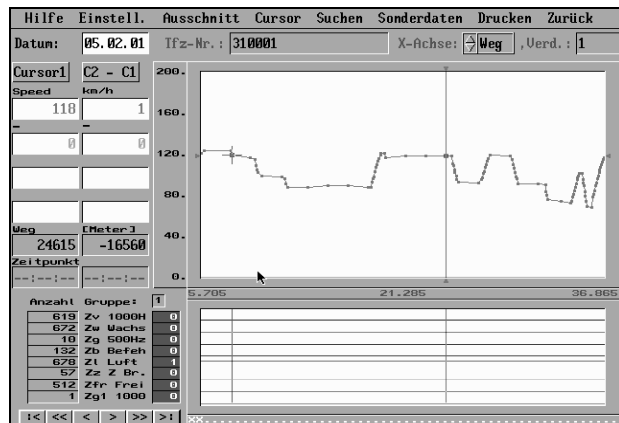 Hilfe Einstell. Ausschnitt Cursor Suchen Sonderdaten Drucken Zurück
Datum: 05.02.01 Tfz-Nr.: 310001 X-Achse: Weg ,Verd.: 1
Cursor1 C2 - C1
Speed km/h
118 1
- -
0 0
Weg [Meter]
24615 -16560
Zeitpunkt
--:--:-- --:--:--
200.
160.
120.
80.
40.
0.
5.705 21.285 36.865
Anzahl Gruppe: 1
619 Zv 1000H 0
672 Zw Wachs 0
10 Zg 500Hz 0
132 Zb Befeh 0
678 Zl Luft 1
57 Zz Z Br. 0
512 Zfr Frei 0
1 Zg1 1000 0
:< << < > >> >: